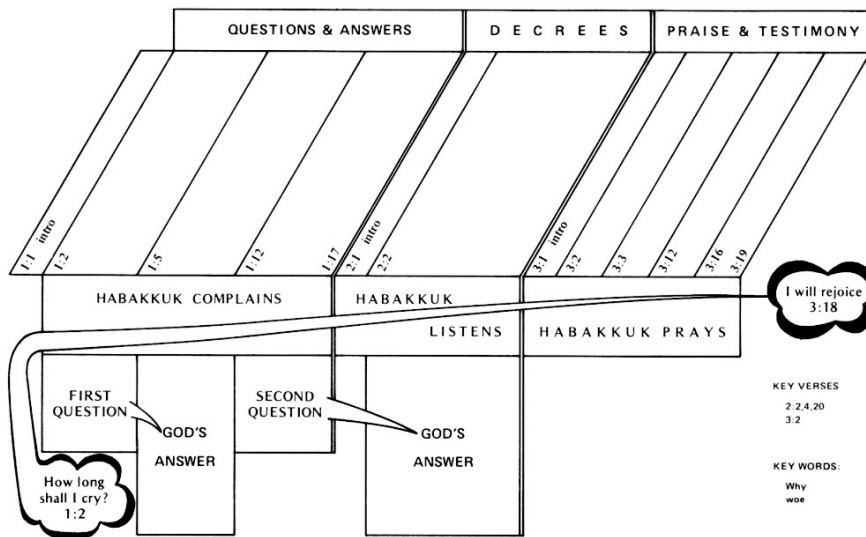 QUESTIONS & ANSWERS
DECREES
PRAISE & TESTIMONY
1:1 intro
1:2
1:5
1:12
1:17
2:1 intro
2:2
3:1 intro
3:2
3:3
3:12
3:16
3:19
HABAKKUK COMPLAINS
HABAKKUK
LISTENS
HABAKKUK PRAYS
I will rejoice
3:18
FIRST
QUESTION
GOD'S
ANSWER
SECOND
QUESTION
GOD'S
ANSWER
How long
shall I cry?
1:2
KEY VERSES
2:2,4,20
3:2
KEY WORDS:
Why
woe